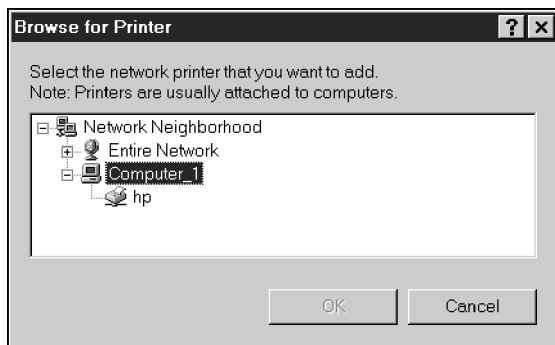 Browse for Printer
Select the network printer that you want to add.
Note: Printers are usually attached to computers.
Network Neighborhood
Entire Network
Computer_1
hp
OK Cancel